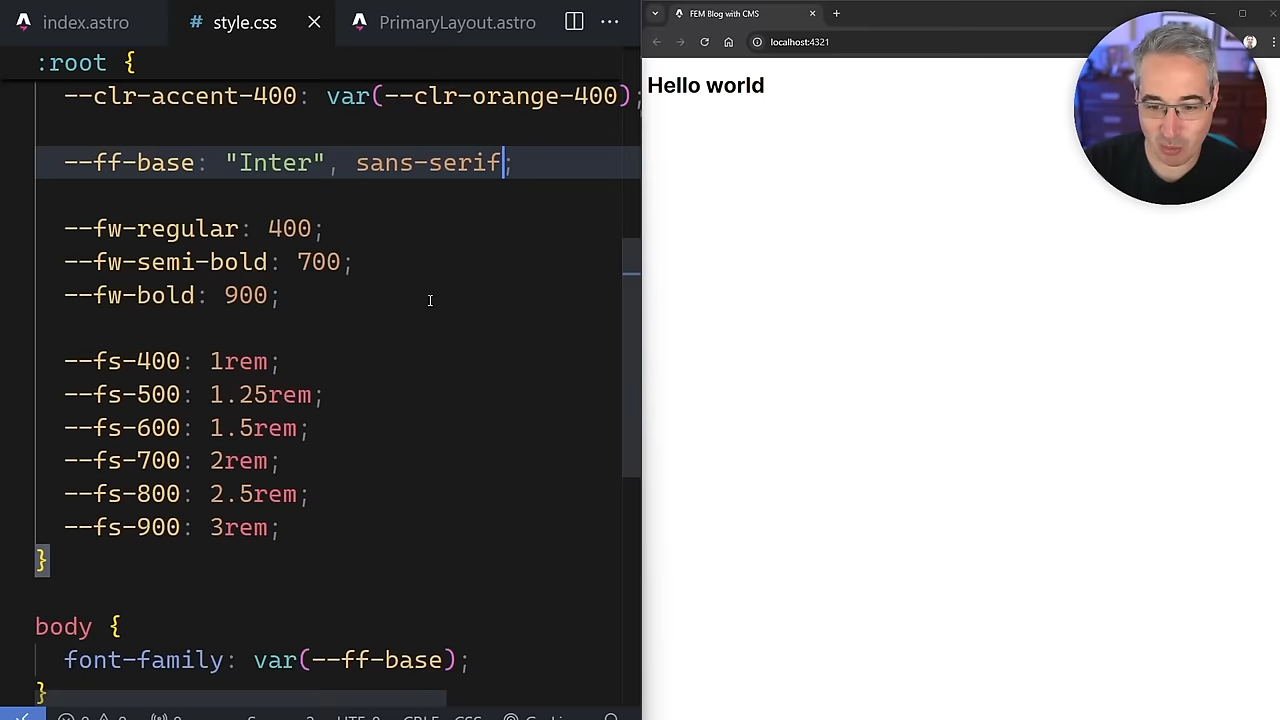 index.astro
# style.css
PrimaryLayout.astro
:root {
--clr-accent-400: var(--clr-orange-400);
--ff-base: "Inter", sans-serif;
--fw-regular: 400;
--fw-semi-bold: 700;
--fw-bold: 900;
--fs-400: 1rem;
--fs-500: 1.25rem;
--fs-600: 1.5rem;
--fs-700: 2rem;
--fs-800: 2.5rem;
--fs-900: 3rem;
}
body {
font-family: var(--ff-base);
}
FEM Blog with CMS
localhost:4321
Hello world